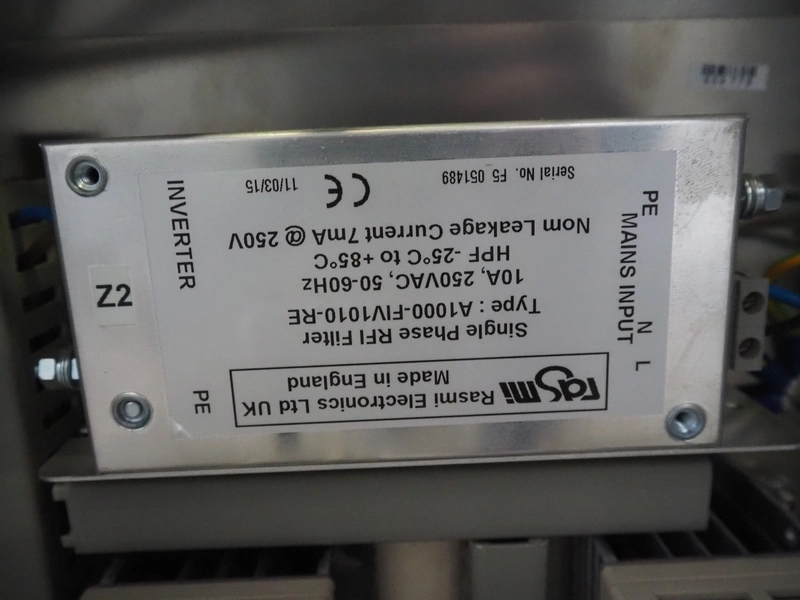 rasmi
Rasmi Electronics Ltd UK
Made in England
Single Phase RFI Filter
Type : A1000-FIV1010-RE
10A, 250VAC, 50-60Hz
HPF -25°C to +85°C
Nom Leakage Current 7mA @ 250V
Serial No. F5 051489
CE
11/03/15
L
N
MAINS INPUT
PE
PE
INVERTER
Z2